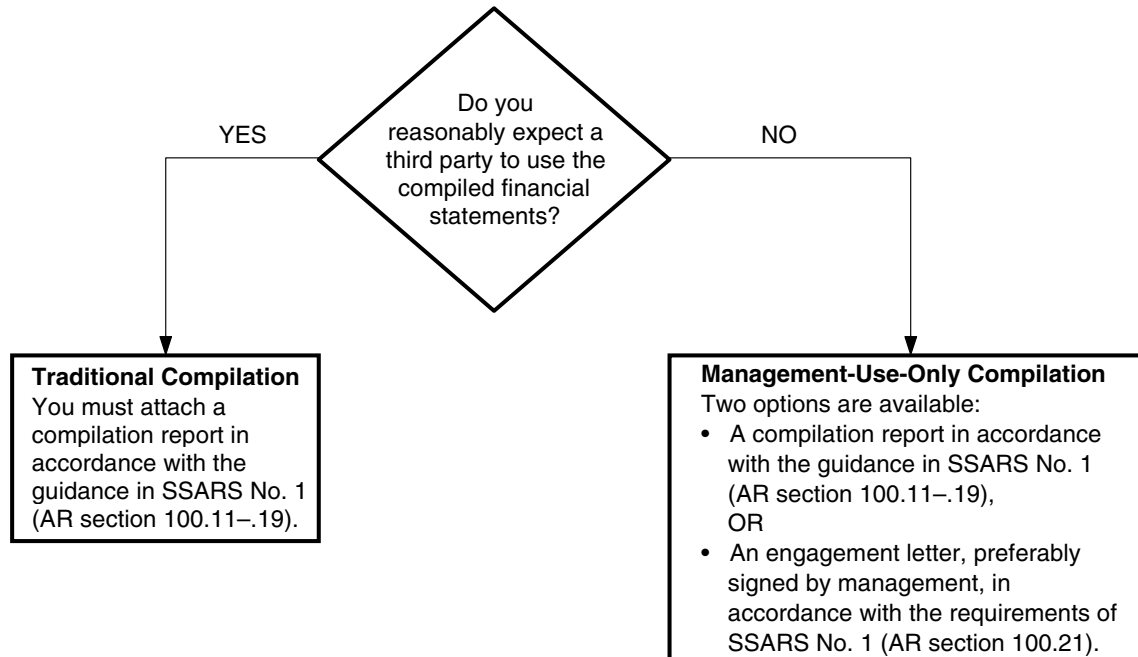 Do you
reasonably expect a
third party to use the
compiled financial
statements?
YES
NO
Traditional Compilation
You must attach a
compilation report in
accordance with the
guidance in SSARS No. 1
(AR section 100.11–.19).
Management-Use-Only Compilation
Two options are available:
• A compilation report in accordance
with the guidance in SSARS No. 1
(AR section 100.11–.19),
OR
• An engagement letter, preferably
signed by management, in
accordance with the requirements of
SSARS No. 1 (AR section 100.21).